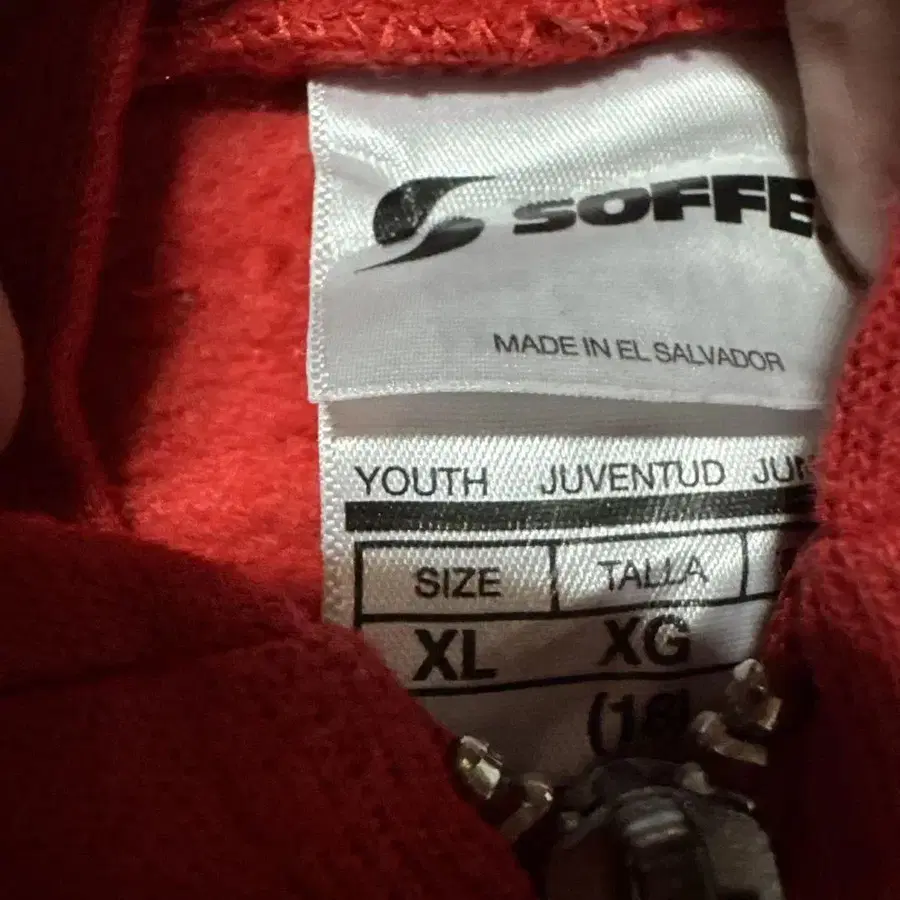 SOFFE
MADE IN EL SALVADOR
YOUTH JUVENTUD
SIZE TALLA
XL XG